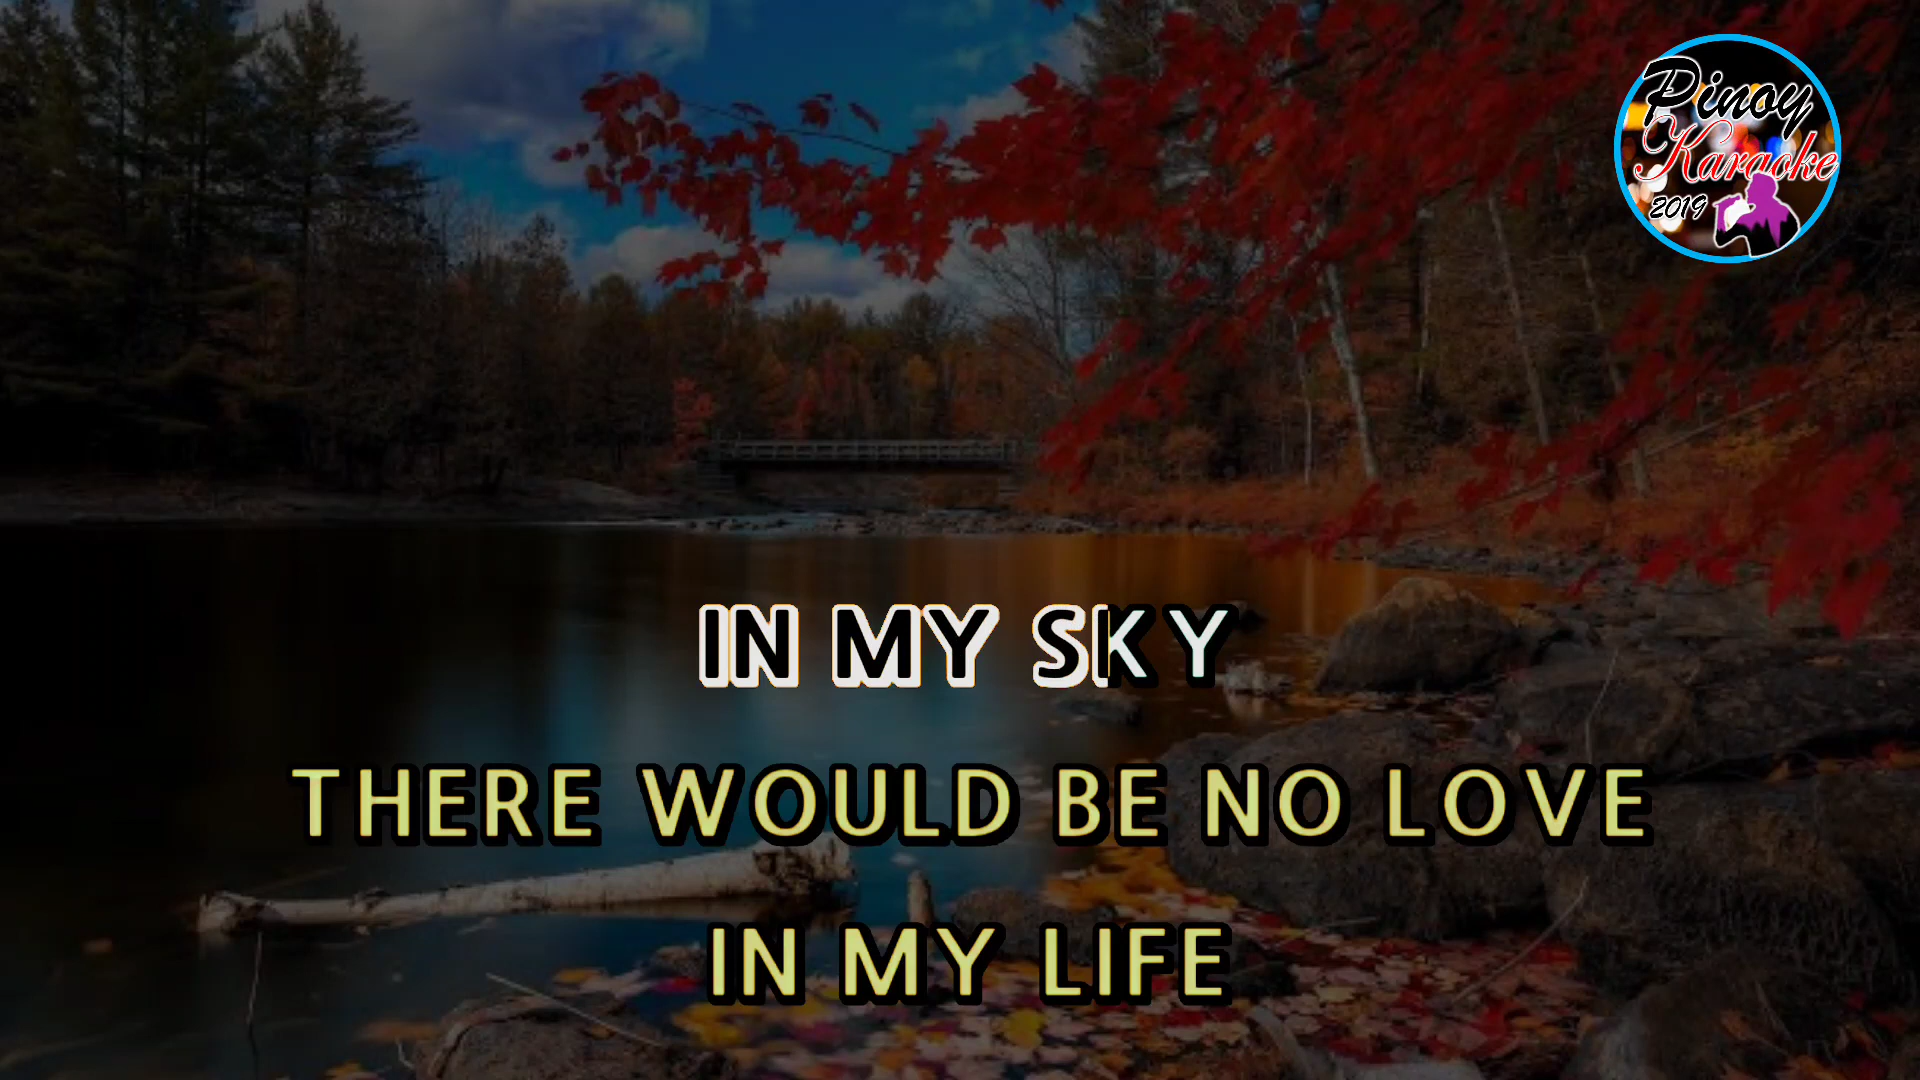 Pinoy
Karaoke
2019
IN MY SKY
THERE WOULD BE NO LOVE
IN MY LIFE